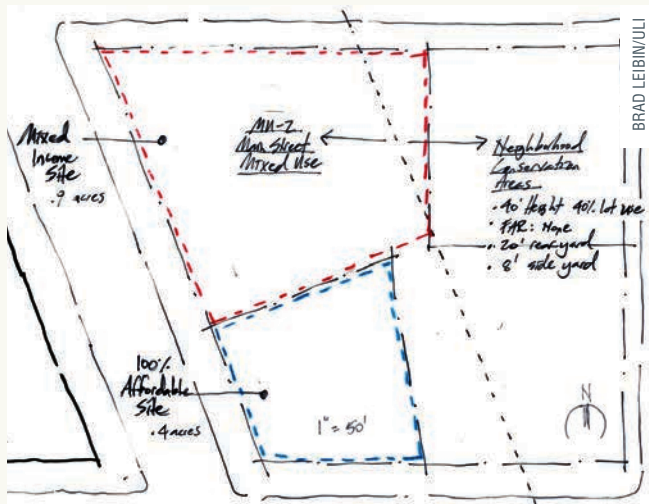 BRAD LEIBIN/ULI
Mixed
Income
Site
.9 acres
MU-2
Main Street
Mixed Use
Neighborhood
Conservation
Areas
• 40' Height 40% Lot use
• FAR: None
• 20' rear yard
• 8' side yard
100%
Affordable
Site
.4 acres
1" = 50'
N